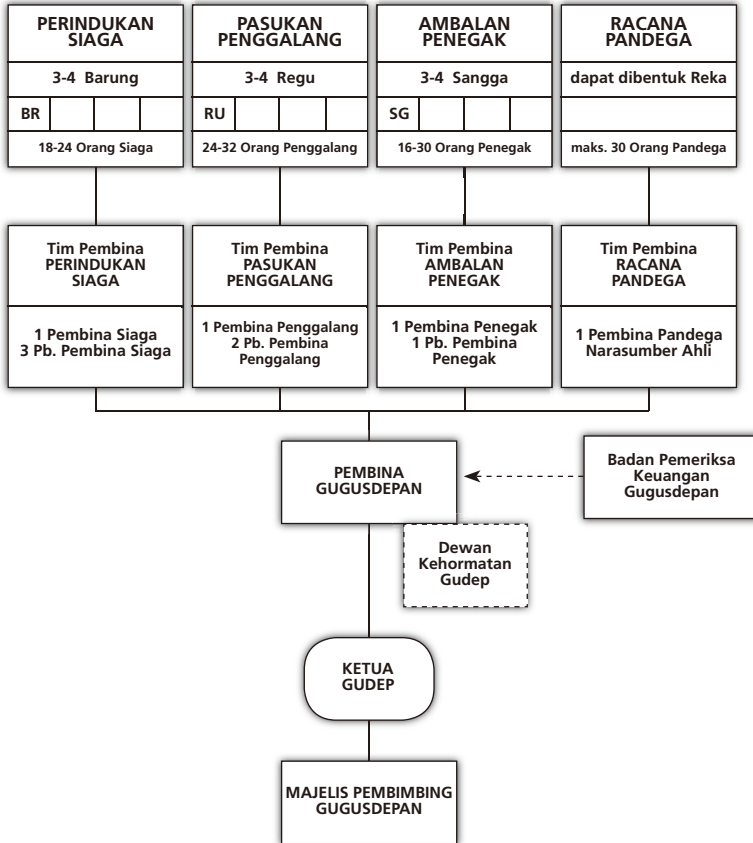 PERINDUKAN
SIAGA
3-4 Barung
BR
18-24 Orang Siaga
PASUKAN
PENGGALANG
3-4 Regu
RU
24-32 Orang Penggalang
AMBALAN
PENEGAK
3-4 Sangga
SG
16-30 Orang Penegak
RACANA
PANDEGA
dapat dibentuk Reka
maks. 30 Orang Pandega
Tim Pembina
PERINDUKAN
SIAGA
1 Pembina Siaga
3 Pb. Pembina Siaga
Tim Pembina
PASUKAN
PENGGALANG
1 Pembina Penggalang
2 Pb. Pembina
Penggalang
Tim Pembina
AMBALAN
PENEGAK
1 Pembina Penegak
1 Pb. Pembina
Penegak
Tim Pembina
RACANA
PANDEGA
1 Pembina Pandega
Narasumber Ahli
PEMBINA
GUGUSDEPAN
Badan Pemeriksa
Keuangan
Gugusdepan
Dewan
Kehormatan
Gudep
KETUA
GUDEP
MAJELIS PEMBIMBING
GUGUSDEPAN